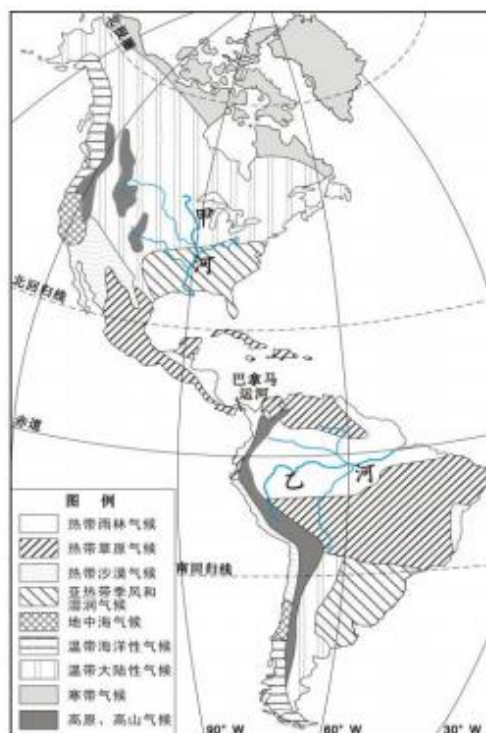 北极圈
甲
河
北回归线
巴拿马
运河
赤道
乙
河
南回归线
图 例
热带雨林气候
热带草原气候
热带沙漠气候
亚热带季风和
湿润气候
地中海气候
温带海洋性气候
温带大陆性气候
寒带气候
高原、高山气候
90° W
60° W
30° W